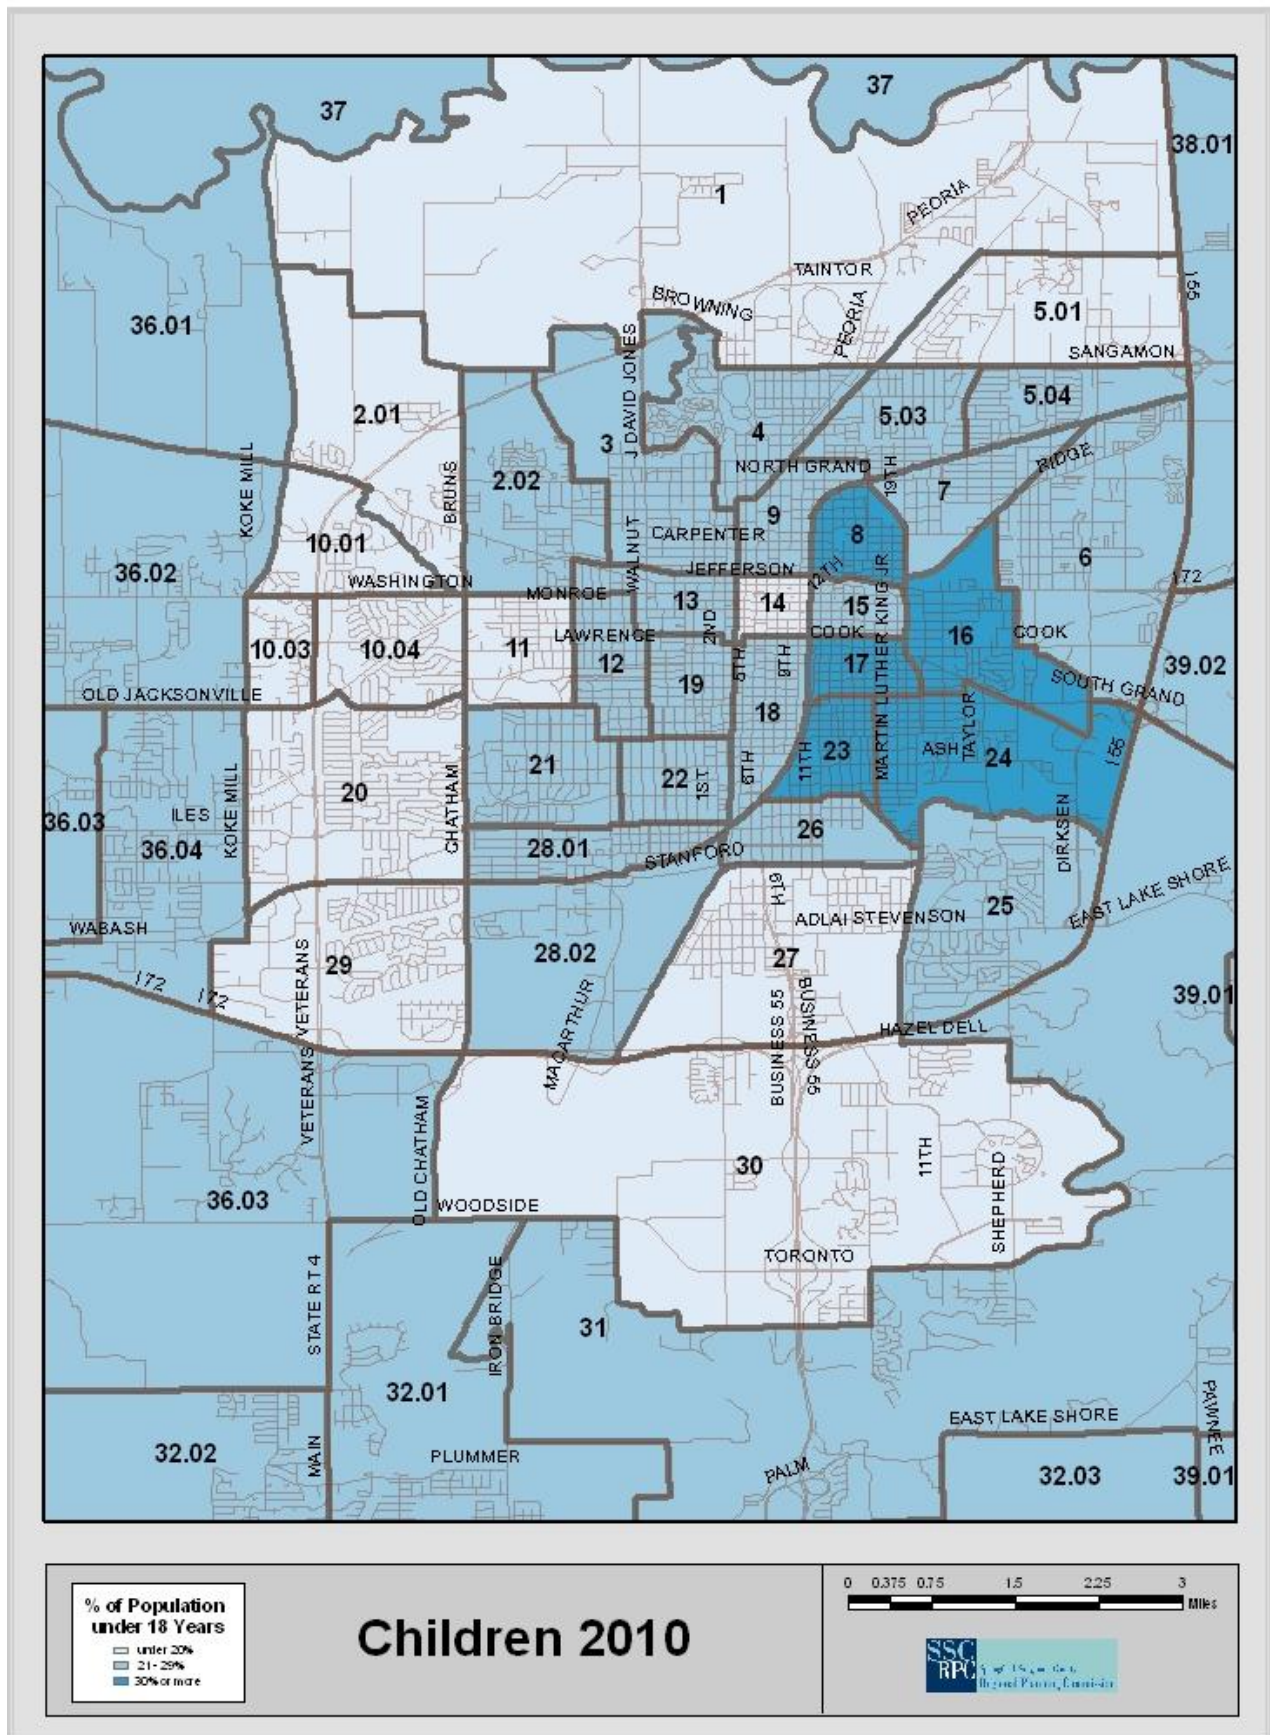 37
37
38.01
1
PEORIA
TAINTOR
BROWNING
PEORIA
155
36.01
5.01
J DAVID JONES
SANGAMON
2.01
5.04
5.03
3
4
KOKE MILL
BRUNS
2.02
NORTH GRAND
19TH
RIDGE
7
9
CARPENTER
8
10.01
WALNUT
6
36.02
WASHINGTON
JEFFERSON
12TH
172
MONROE
13
14
15
MARTIN LUTHER KING JR
2ND
10.03
10.04
11
LAWRENCE
COOK
16
COOK
12
5TH
9TH
17
39.02
19
OLD JACKSONVILLE
SOUTH GRAND
18
21
23
ASH
TAYLOR
24
155
20
CHATHAM
22
1ST
6TH
11TH
36.03
ILES
KOKE MILL
36.04
28.01
STANFORD
26
DIRKSEN
6TH
ADLAI STEVENSON
25
EAST LAKE SHORE
WABASH
29
28.02
27
172
172
VETERANS
VETERANS
MACARTHUR
BUSINESS 55
BUSINESS 55
39.01
HAZEL DELL
VETERANS
OLD CHATHAM
30
11TH
SHEPHERD
36.03
WOODSIDE
TORONTO
STATE RT 4
IRON BRIDGE
31
32.01
EAST LAKE SHORE
PAWNEE
32.02
MAIN
PLUMMER
PALM
32.03
39.01
% of Population
under 18 Years
under 20%
21 - 29%
30% or more
Children 2010
0 0.375 0.75 1.5 2.25 3
Miles
SSC
RPC
Regional Planning Commission